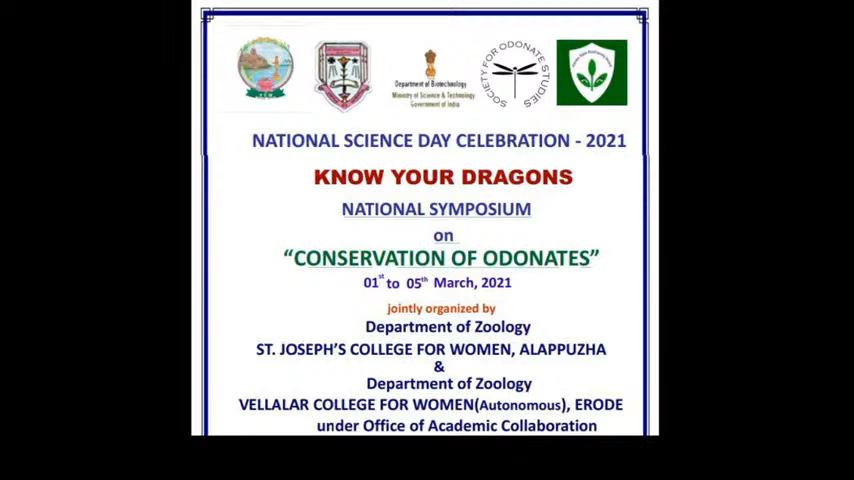 Department of Biotechnology
Ministry of Science & Technology
Government of India
SOCIETY FOR ODONATE STUDIES
NATIONAL SCIENCE DAY CELEBRATION - 2021
KNOW YOUR DRAGONS
NATIONAL SYMPOSIUM
on
“CONSERVATION OF ODONATES”
01st to 05th March, 2021
jointly organized by
Department of Zoology
ST. JOSEPH’S COLLEGE FOR WOMEN, ALAPPUZHA
&
Department of Zoology
VELLALAR COLLEGE FOR WOMEN(Autonomous), ERODE
under Office of Academic Collaboration